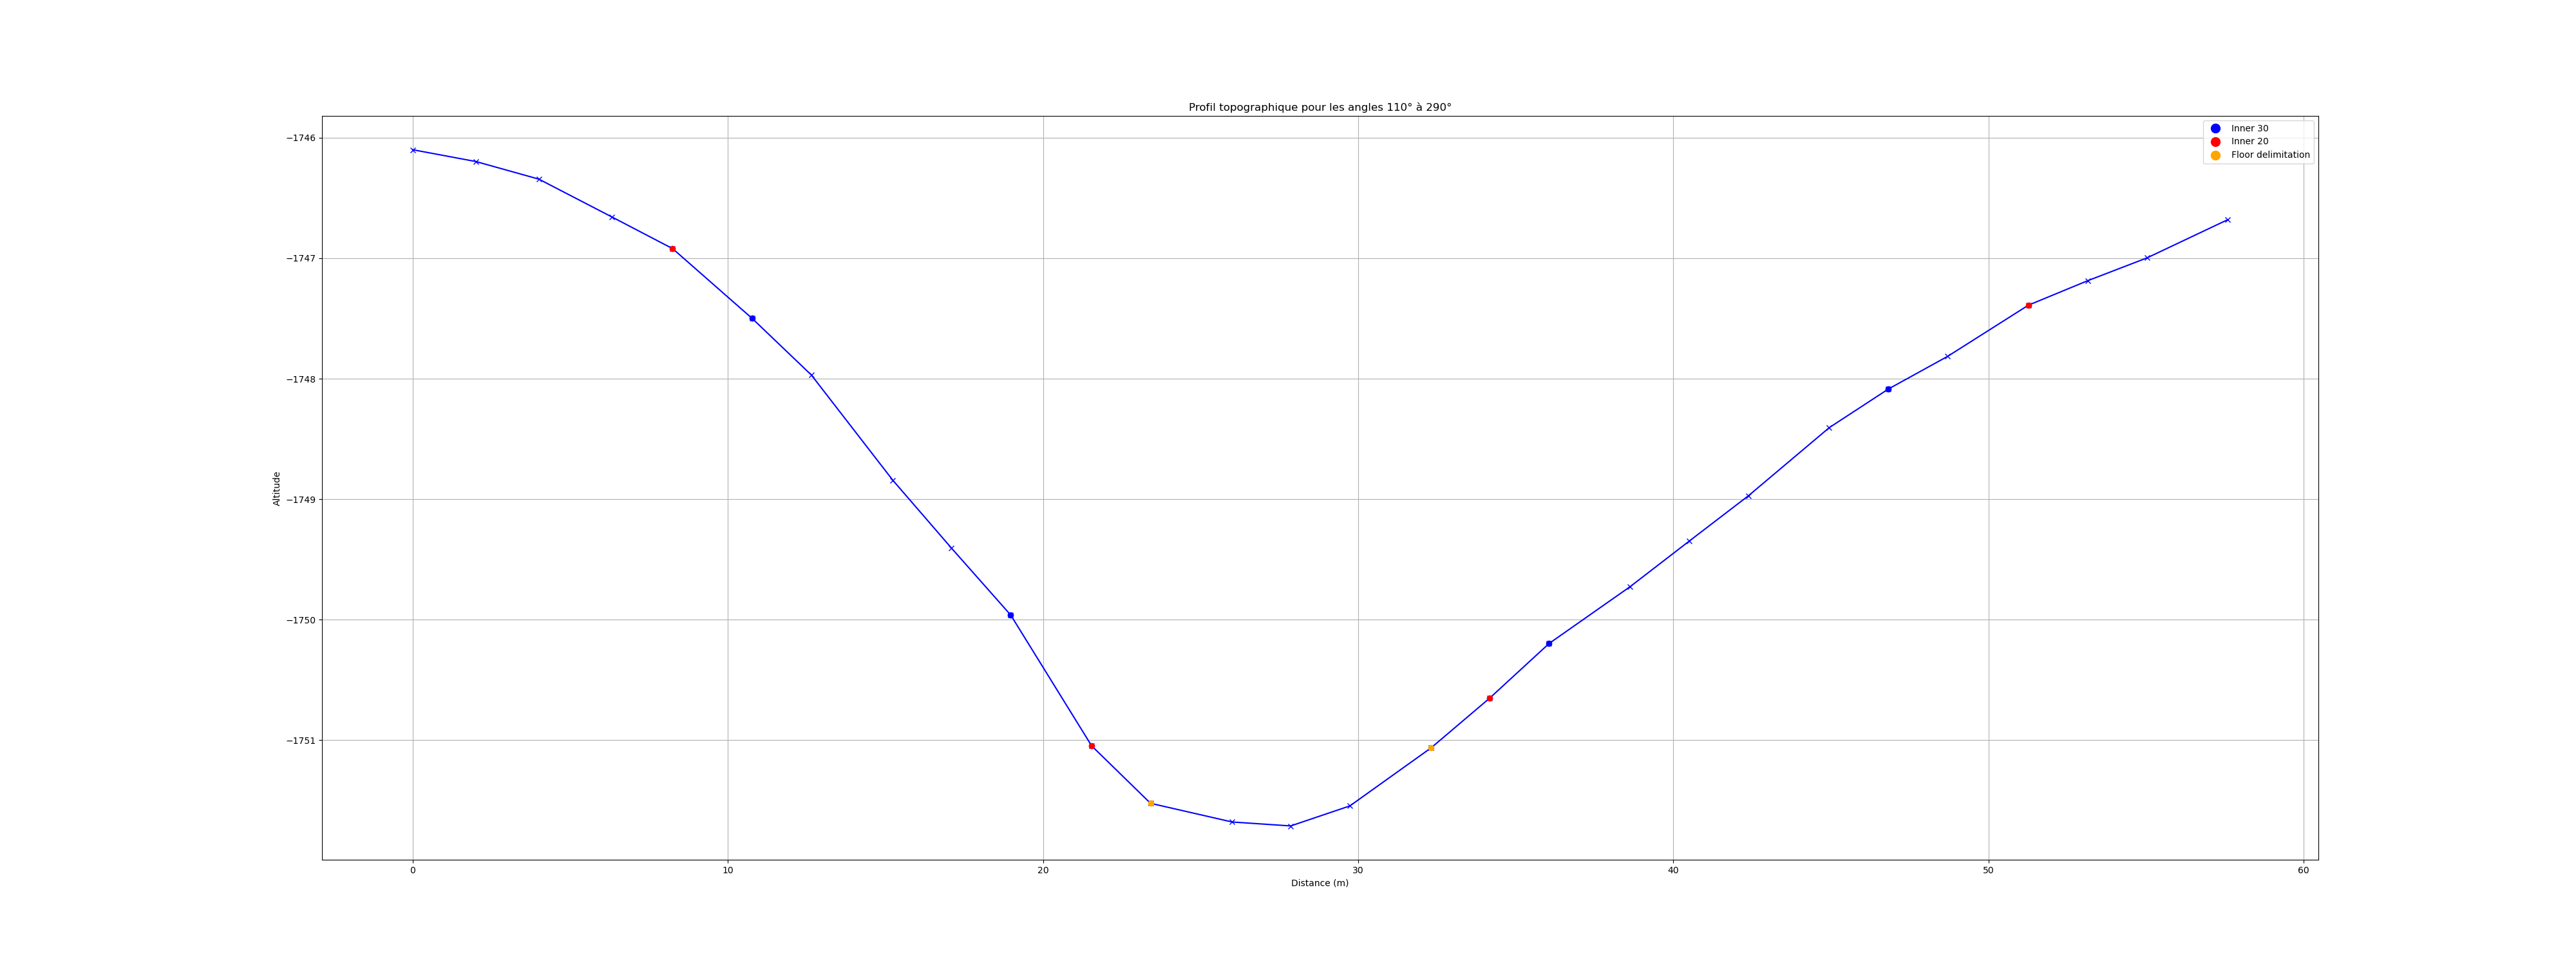 Profil topographique pour les angles 110° à 290°
Inner 30
Inner 20
Floor delimitation
Altitude
−1746
−1747
−1748
−1749
−1750
−1751
0 10 20 30 40 50 60
Distance (m)